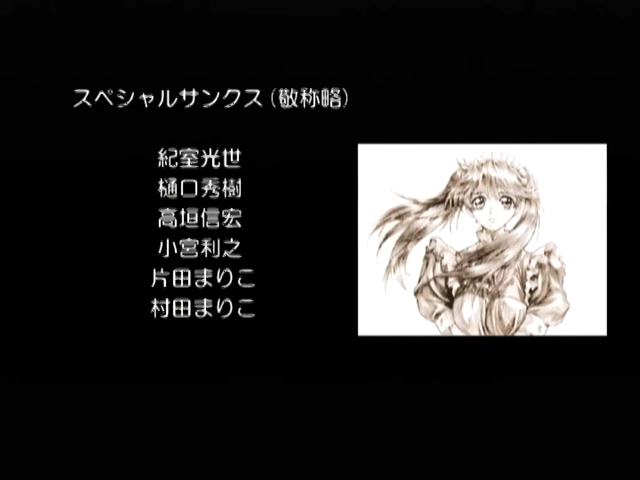 スペシャルサンクス(敬称略)
紀室光世
樋口秀樹
高垣信宏
小宮利之
片田まりこ
村田まりこ